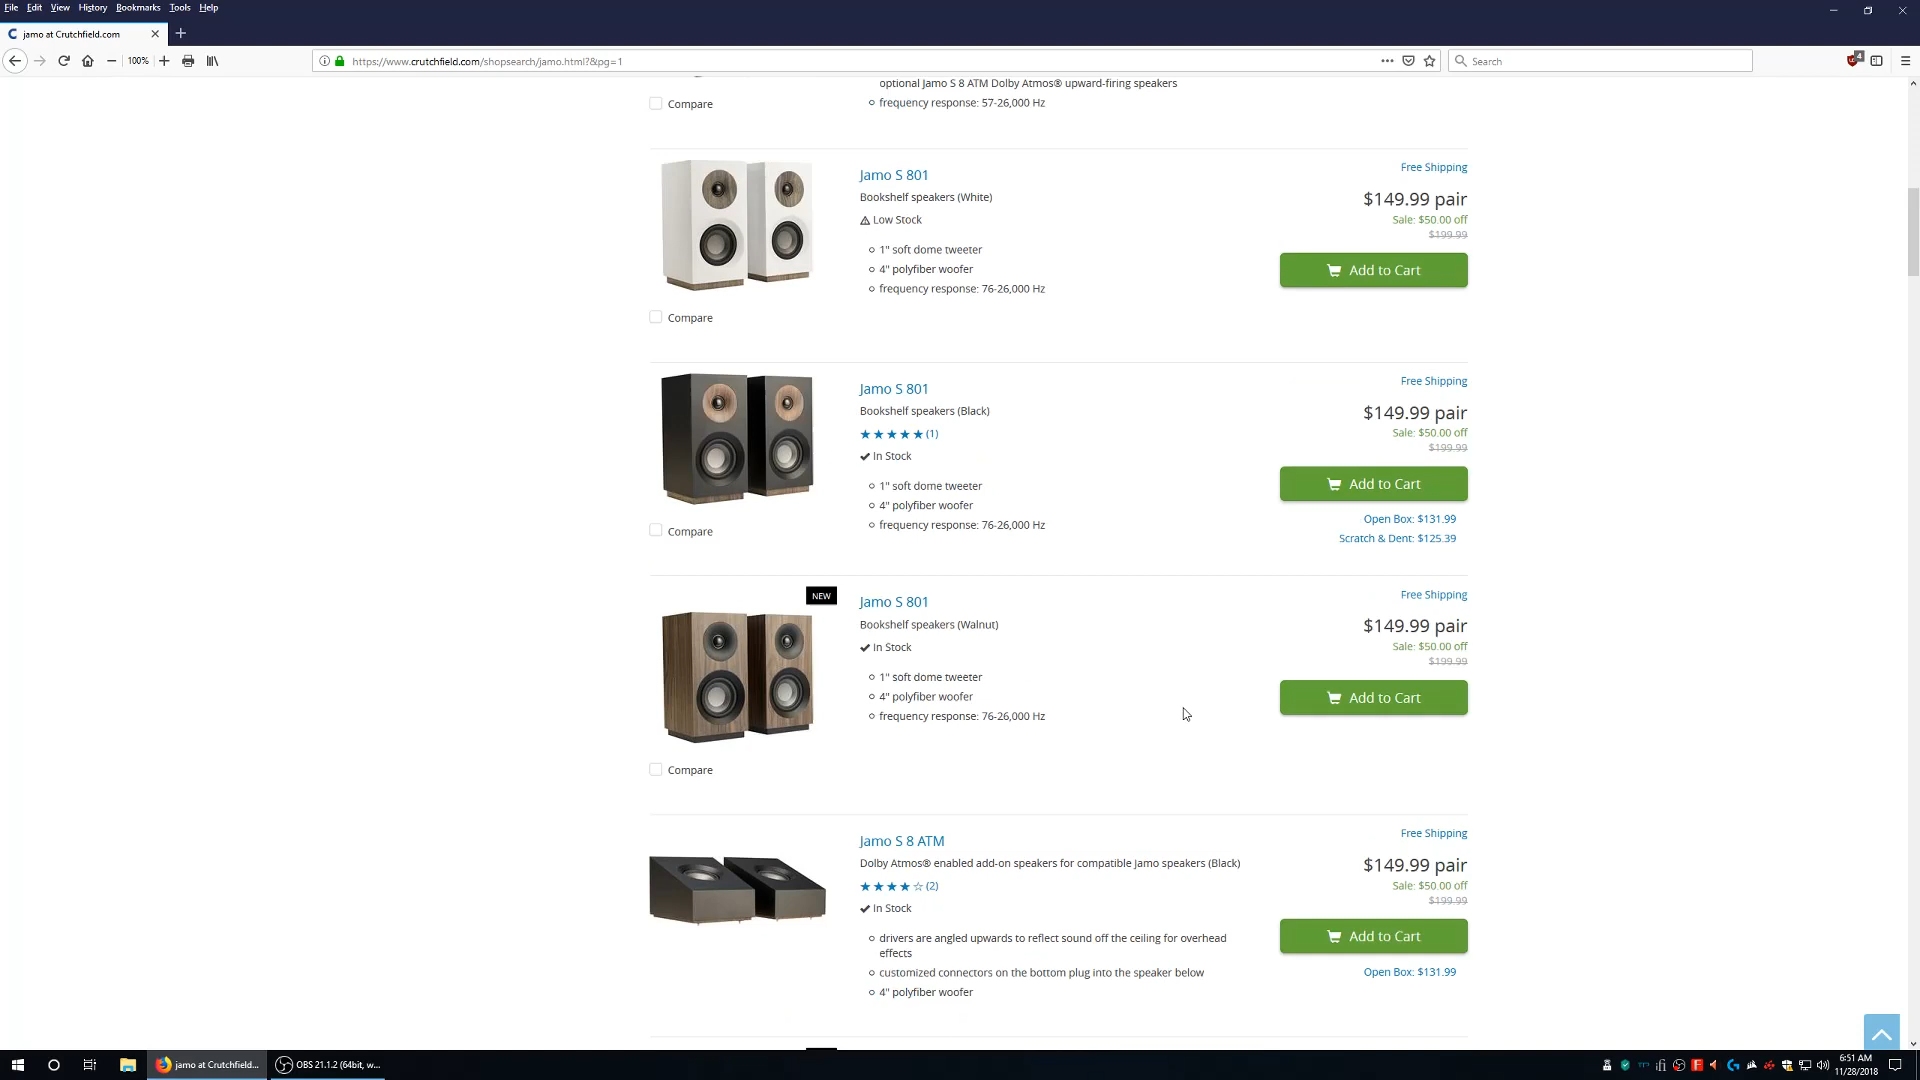 File Edit View History Bookmarks Tools Help
jamo at Crutchfield.com
100%
https://www.crutchfield.com/shopsearch/jamo.html?&pg=1
Search
4
optional Jamo S 8 ATM Dolby Atmos® upward-firing speakers
frequency response: 57-26,000 Hz
Compare
Jamo S 801
Bookshelf speakers (White)
Low Stock
1" soft dome tweeter
4" polyfiber woofer
frequency response: 76-26,000 Hz
Free Shipping
$149.99 pair
Sale: $50.00 off
$199.99
Add to Cart
Compare
Jamo S 801
Bookshelf speakers (Black)
(1)
In Stock
1" soft dome tweeter
4" polyfiber woofer
frequency response: 76-26,000 Hz
Free Shipping
$149.99 pair
Sale: $50.00 off
$199.99
Add to Cart
Open Box: $131.99
Scratch & Dent: $125.39
Compare
NEW
Jamo S 801
Bookshelf speakers (Walnut)
In Stock
1" soft dome tweeter
4" polyfiber woofer
frequency response: 76-26,000 Hz
Free Shipping
$149.99 pair
Sale: $50.00 off
$199.99
Add to Cart
Compare
Jamo S 8 ATM
Dolby Atmos® enabled add-on speakers for compatible Jamo speakers (Black)
(2)
In Stock
drivers are angled upwards to reflect sound off the ceiling for overhead
effects
customized connectors on the bottom plug into the speaker below
4" polyfiber woofer
Free Shipping
$149.99 pair
Sale: $50.00 off
$199.99
Add to Cart
Open Box: $131.99
jamo at Crutchfield...
OBS 21.1.2 (64bit, w...
6:51 AM
11/28/2018